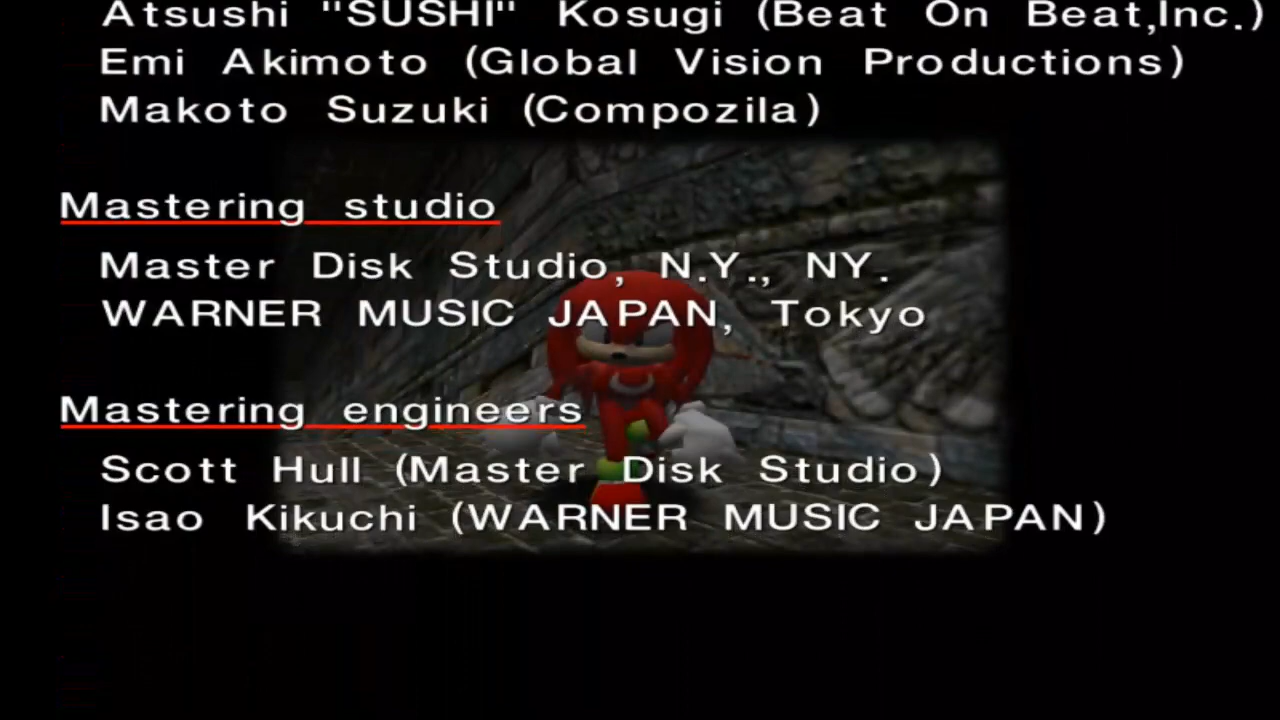 Atsushi "SUSHI" Kosugi (Beat On Beat,Inc.)
Emi Akimoto (Global Vision Productions)
Makoto Suzuki (Compozila)
Mastering studio
Master Disk Studio, N.Y., NY.
WARNER MUSIC JAPAN, Tokyo
Mastering engineers
Scott Hull (Master Disk Studio)
Isao Kikuchi (WARNER MUSIC JAPAN)